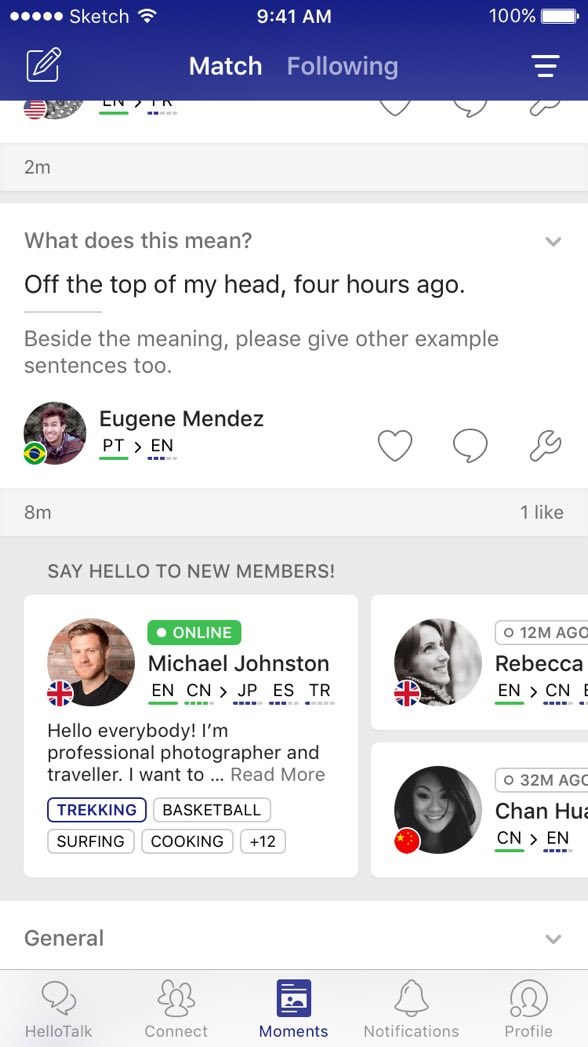 Sketch 9:41 AM 100%
Match Following
EN > FR
2m
What does this mean?
Off the top of my head, four hours ago.
Beside the meaning, please give other example
sentences too.
Eugene Mendez
PT > EN
8m 1 like
SAY HELLO TO NEW MEMBERS!
ONLINE
Michael Johnston
EN CN > JP ES TR
Hello everybody! I’m
professional photographer and
traveller. I want to ... Read More
TREKKING BASKETBALL
SURFING COOKING +12
12M AGO
Rebecca
EN > CN
32M AGO
Chan Hua
CN > EN
General
HelloTalk Connect Moments Notifications Profile